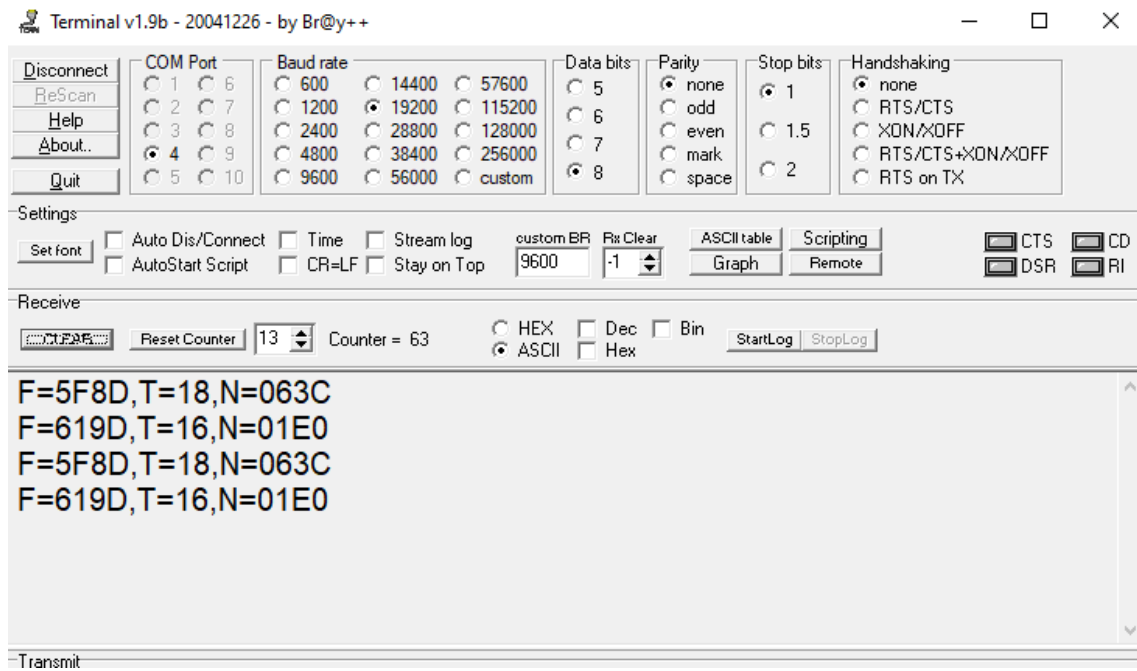 Terminal v1.9b - 20041226 - by Br@y++
Disconnect
ReScan
Help
About..
Quit
COM Port
1 6
2 7
3 8
4 9
5 10
Baud rate
600 14400 57600
1200 19200 115200
2400 28800 128000
4800 38400 256000
9600 56000 custom
Data bits
5
6
7
8
Parity
none
odd
even
mark
space
Stop bits
1
1.5
2
Handshaking
none
RTS/CTS
XON/XOFF
RTS/CTS+XON/XOFF
RTS on TX
Settings
Set font
Auto Dis/Connect Time Stream log
AutoStart Script CR=LF Stay on Top
custom BR Rx Clear
9600 -1
ASCII table Scripting
Graph Remote
CTS CD
DSR RI
Receive
CLEAR Reset Counter 13 Counter = 63
HEX Dec Bin
ASCII Hex
StartLog StopLog
F=5F8D,T=18,N=063C
F=619D,T=16,N=01E0
F=5F8D,T=18,N=063C
F=619D,T=16,N=01E0
Transmit